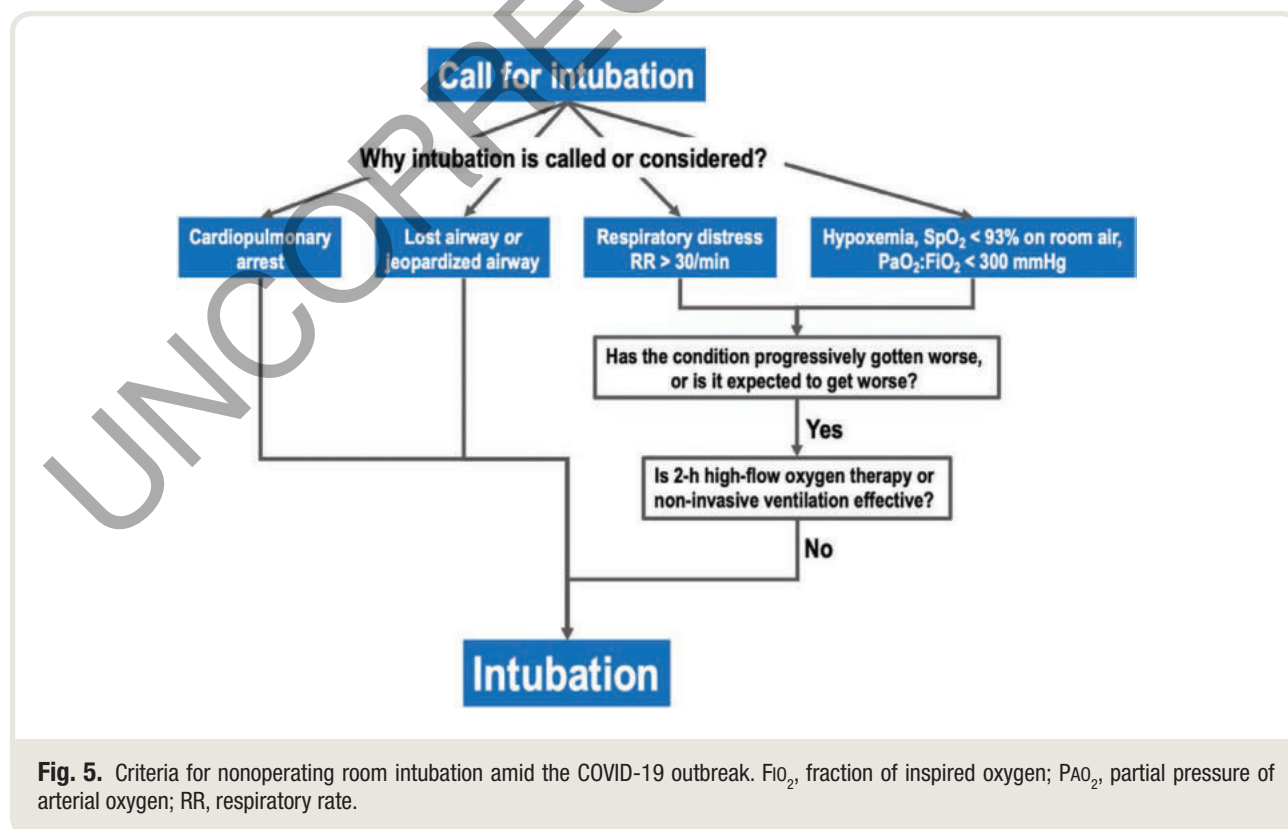 Call for intubation
Why intubation is called or considered?
Cardiopulmonary
arrest
Lost airway or
jeopardized airway
Respiratory distress
RR > 30/min
Hypoxemia, SpO₂ < 93% on room air,
PaO₂:FiO₂ < 300 mmHg
Has the condition progressively gotten worse,
or is it expected to get worse?
Yes
Is 2-h high-flow oxygen therapy or
non-invasive ventilation effective?
No
Intubation
Fig. 5. Criteria for nonoperating room intubation amid the COVID-19 outbreak. FIO₂, fraction of inspired oxygen; PAO₂, partial pressure of
arterial oxygen; RR, respiratory rate.